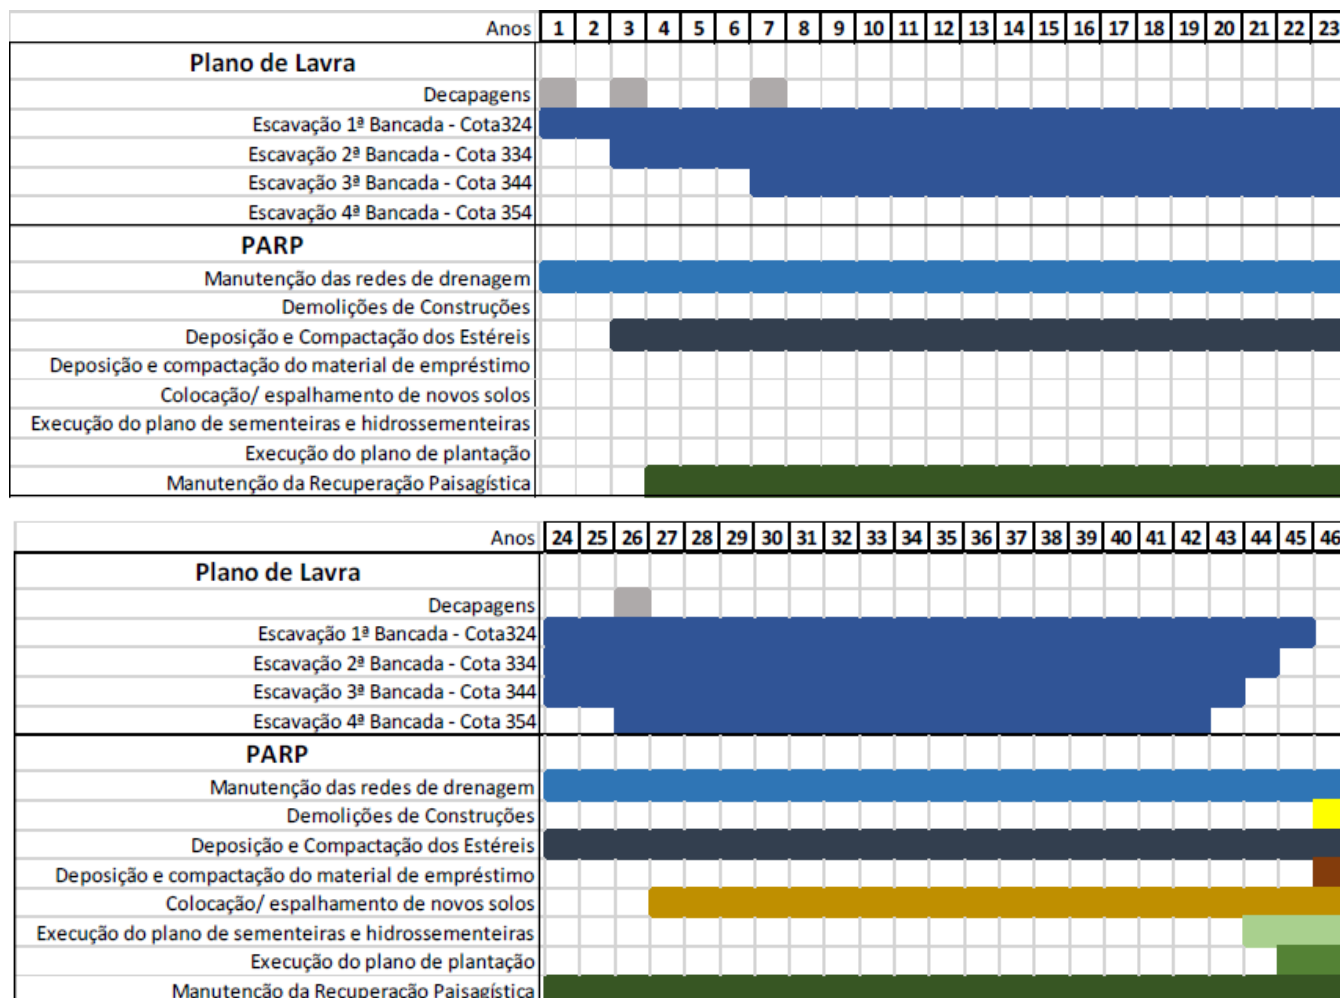 Anos 1 2 3 4 5 6 7 8 9 10 11 12 13 14 15 16 17 18 19 20 21 22 23
Plano de Lavra
Decapagens
Escavação 1ª Bancada - Cota324
Escavação 2ª Bancada - Cota 334
Escavação 3ª Bancada - Cota 344
Escavação 4ª Bancada - Cota 354
PARP
Manutenção das redes de drenagem
Demolições de Construções
Deposição e Compactação dos Estéreis
Deposição e compactação do material de empréstimo
Colocação/ espalhamento de novos solos
Execução do plano de sementeiras e hidrossementeiras
Execução do plano de plantação
Manutenção da Recuperação Paisagística
Anos 24 25 26 27 28 29 30 31 32 33 34 35 36 37 38 39 40 41 42 43 44 45 46
Plano de Lavra
Decapagens
Escavação 1ª Bancada - Cota324
Escavação 2ª Bancada - Cota 334
Escavação 3ª Bancada - Cota 344
Escavação 4ª Bancada - Cota 354
PARP
Manutenção das redes de drenagem
Demolições de Construções
Deposição e Compactação dos Estéreis
Deposição e compactação do material de empréstimo
Colocação/ espalhamento de novos solos
Execução do plano de sementeiras e hidrossementeiras
Execução do plano de plantação
Manutenção da Recuperação Paisagística